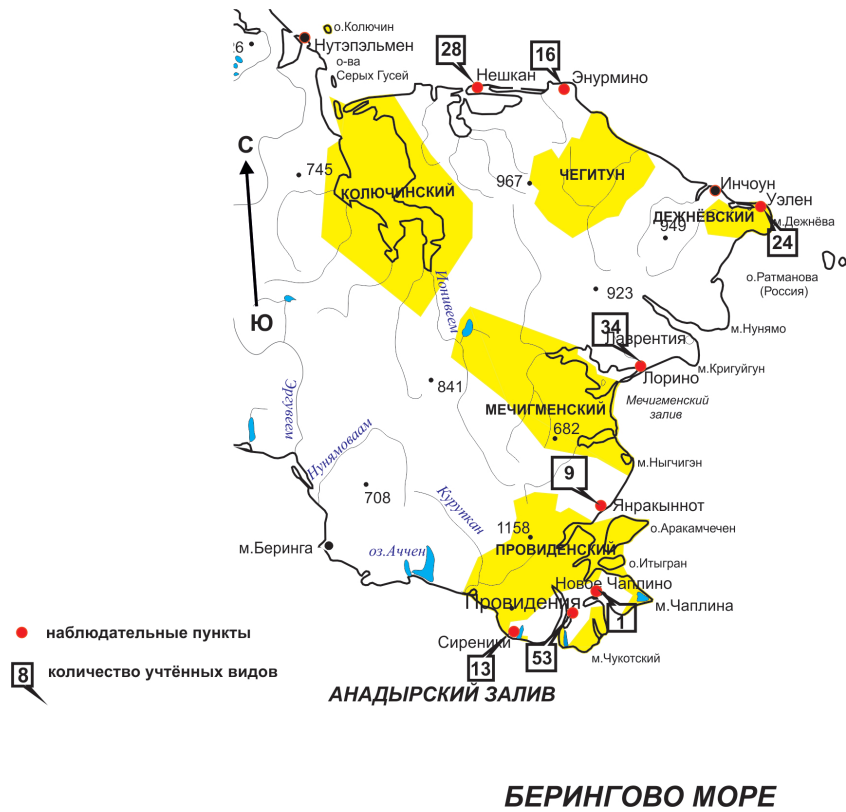 о.Колючин
26
Нутэпэльмен
о-ва
Серых Гусей
28
Нешкан
16
Энурмино
С
745
КОЛЮЧИНСКИЙ
967
ЧЕГИТУН
Инчоун
Уэлен
ДЕЖНЁВСКИЙ
м.Дежнёва
949
24
о.Ратманова
(Россия)
Ю
Ионивеем
923
34
Лаврентия
м.Нунямо
м.Кригуйгун
Лорино
Мечигменский
залив
841
МЕЧИГМЕНСКИЙ
682
Эргувеем
Нунямоваам
м.Ныгчигэн
9
708
Курупкан
Янракыннот
1158
о.Аракамчечен
м.Беринга
оз.Аччен
ПРОВИДЕНСКИЙ
о.Итыгран
Новое Чаплино
Провидения
м.Чаплина
1
Сиреники
13
53
м.Чукотский
наблюдательные пункты
8
количество учтённых видов
АНАДЫРСКИЙ ЗАЛИВ
БЕРИНГОВО МОРЕ